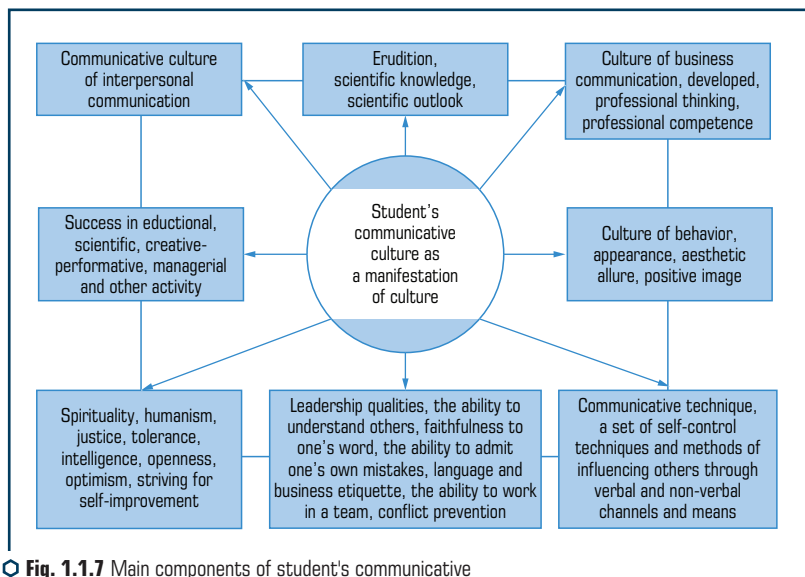 Communicative culture
of interpersonal
communication
Erudition,
scientific knowledge,
scientific outlook
Culture of business
communication, developed,
professional thinking,
professional competence
Success in eductional,
scientific, creative-
performative, managerial
and other activity
Student’s
communicative
culture as
a manifestation
of culture
Culture of behavior,
appearance, aesthetic
allure, positive image
Spirituality, humanism,
justice, tolerance,
intelligence, openness,
optimism, striving for
self-improvement
Leadership qualities, the ability to
understand others, faithfulness to
one’s word, the ability to admit
one’s own mistakes, language and
business etiquette, the ability to work
in a team, conflict prevention
Communicative technique,
a set of self-control
techniques and methods of
influencing others through
verbal and non-verbal
channels and means
Fig. 1.1.7 Main components of student's communicative